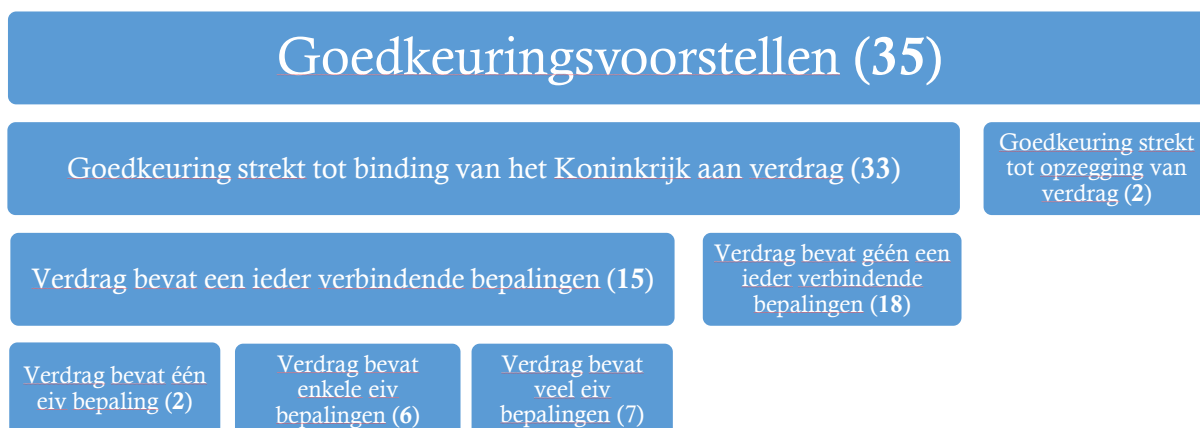 Goedkeuringsvoorstellen (35)
Goedkeuring strekt tot binding van het Koninkrijk aan verdrag (33)
Goedkeuring strekt
tot opzegging van
verdrag (2)
Verdrag bevat een ieder verbindende bepalingen (15)
Verdrag bevat géén een
ieder verbindende
bepalingen (18)
Verdrag bevat één
eiv bepaling (2)
Verdrag bevat
enkele eiv
bepalingen (6)
Verdrag bevat
veel eiv
bepalingen (7)